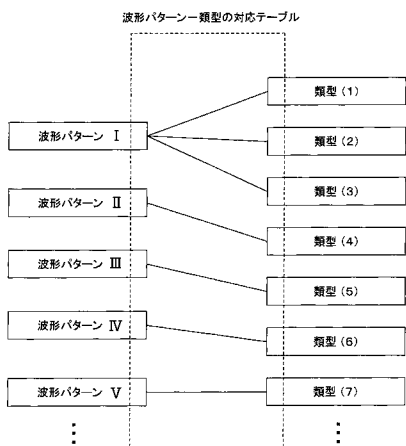 波形パターンー類型の対応テーブル
類型（1）
波形パターン Ⅰ
類型（2）
類型（3）
波形パターン Ⅱ
類型（4）
波形パターン Ⅲ
類型（5）
波形パターン Ⅳ
類型（6）
波形パターン Ⅴ
類型（7）